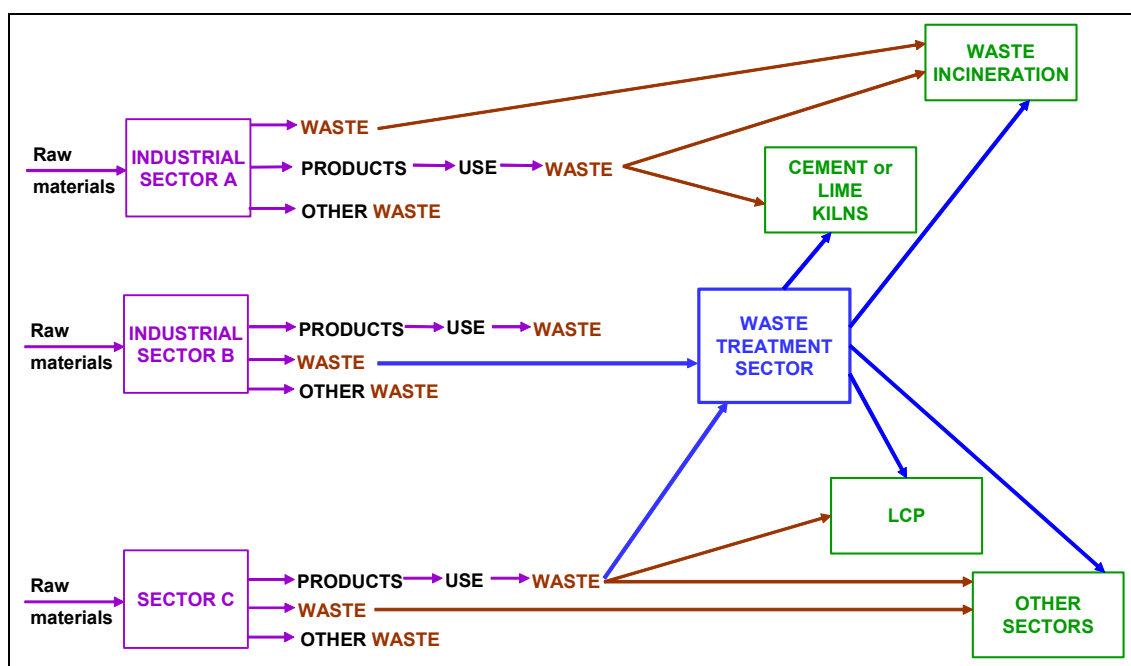 WASTE
INCINERATION
WASTE
Raw
materials
INDUSTRIAL
SECTOR A
PRODUCTS USE WASTE
OTHER WASTE
CEMENT or
LIME
KILNS
Raw
materials
INDUSTRIAL
SECTOR B
PRODUCTS USE WASTE
WASTE
OTHER WASTE
WASTE
TREATMENT
SECTOR
LCP
Raw
materials
SECTOR C
PRODUCTS USE WASTE
WASTE
OTHER WASTE
OTHER
SECTORS